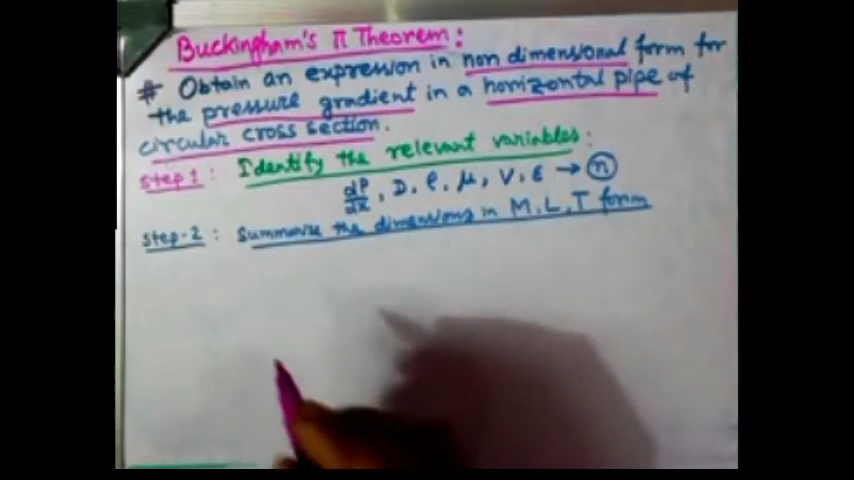 Buckingham's π Theorem:
# Obtain an expression in non dimensional form for
the pressure gradient in a horizontal pipe of
circular cross section.
Step 1: Identify the relevant variables:
dP/dx, D, ρ, μ, V, ε → n
Step-2: Summarize the dimensions in M, L, T form